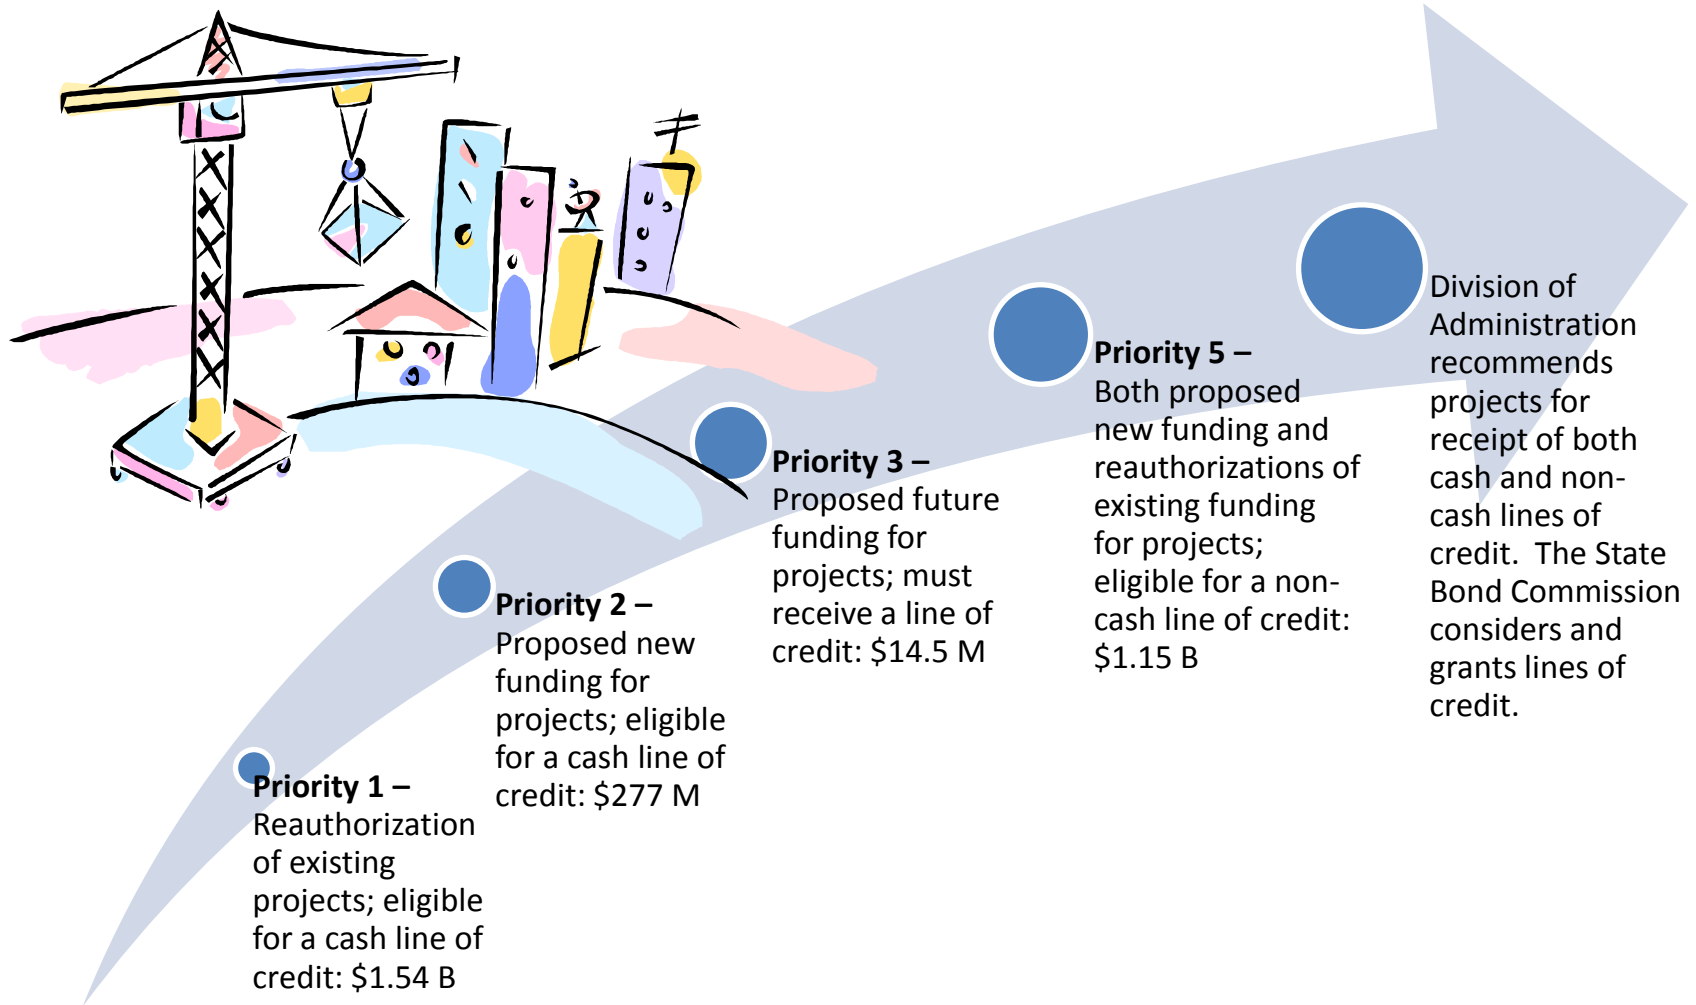 Priority 1 –
Reauthorization
of existing
projects; eligible
for a cash line of
credit: $1.54 B
Priority 2 –
Proposed new
funding for
projects; eligible
for a cash line of
credit: $277 M
Priority 3 –
Proposed future
funding for
projects; must
receive a line of
credit: $14.5 M
Priority 5 –
Both proposed
new funding and
reauthorizations of
existing funding
for projects;
eligible for a non-
cash line of credit:
$1.15 B
Division of
Administration
recommends
projects for
receipt of both
cash and non-
cash lines of
credit.  The State
Bond Commission
considers and
grants lines of
credit.